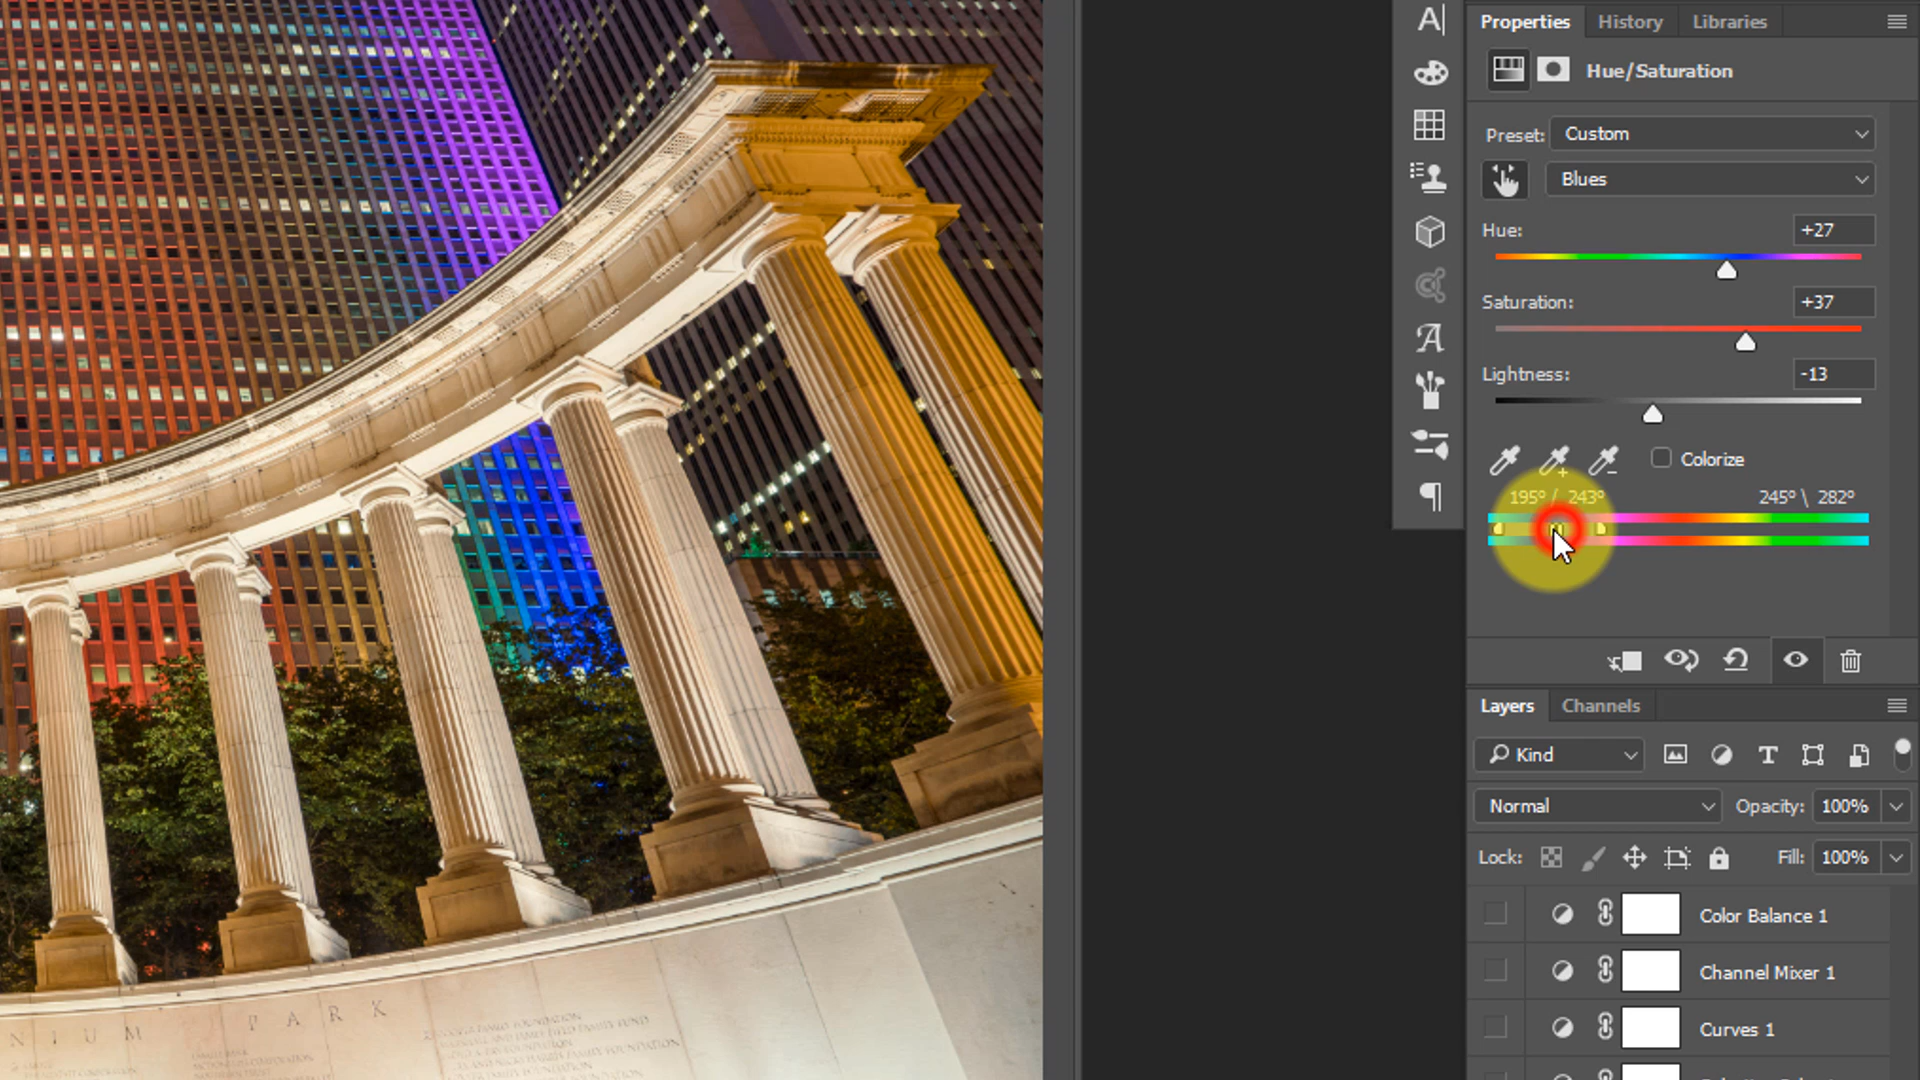 Properties History Libraries
Hue/Saturation
Preset: Custom
Blues
Hue: +27
Saturation: +37
Lightness: -13
Colorize
195° / 243° 245° \ 282°
Layers Channels
Kind
Normal Opacity: 100%
Lock: Fill: 100%
Color Balance 1
Channel Mixer 1
Curves 1
N I U M P A R K